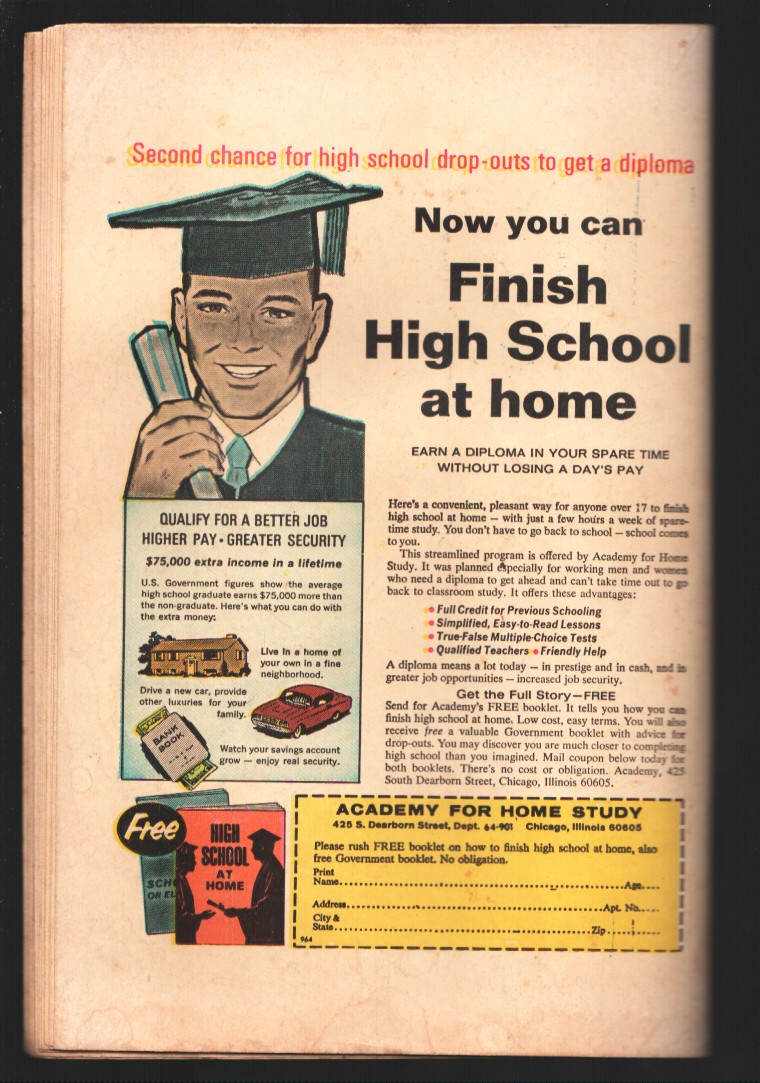 Second chance for high school drop-outs to get a diploma
Now you can
Finish
High School
at home
EARN A DIPLOMA IN YOUR SPARE TIME
WITHOUT LOSING A DAY'S PAY
Here's a convenient, pleasant way for anyone over 17 to finish
high school at home — with just a few hours a week of spare-
time study. You don't have to go back to school — school comes
to you.
This streamlined program is offered by Academy for Home
Study. It was planned especially for working men and women
who need a diploma to get ahead and can't take time out to go
back to classroom study. It offers these advantages:
• Full Credit for Previous Schooling
• Simplified, Easy-to-Read Lessons
• True-False Multiple-Choice Tests
• Qualified Teachers • Friendly Help
A diploma means a lot today — in prestige and in cash, and in
greater job opportunities — increased job security.
Get the Full Story—FREE
Send for Academy's FREE booklet. It tells you how you can
finish high school at home. Low cost, easy terms. You will also
receive free a valuable Government booklet with advice for
drop-outs. You may discover you are much closer to completing
high school than you imagined. Mail coupon below today for
both booklets. There's no cost or obligation. Academy, 425
South Dearborn Street, Chicago, Illinois 60605.
QUALIFY FOR A BETTER JOB
HIGHER PAY • GREATER SECURITY
$75,000 extra income in a lifetime
U.S. Government figures show the average
high school graduate earns $75,000 more than
the non-graduate. Here's what you can do with
the extra money:
Live in a home of
your own in a fine
neighborhood.
Drive a new car, provide
other luxuries for your
family.
BANK
BOOK
Watch your savings account
grow — enjoy real security.
Free
SCHO
OR EL
HIGH
SCHOOL
AT
HOME
ACADEMY FOR HOME STUDY
425 S. Dearborn Street, Dept. 64-901 Chicago, Illinois 60605
Please rush FREE booklet on how to finish high school at home, also
free Government booklet. No obligation.
Print
Name Age
Address Apt. No.
City &
State Zip
964